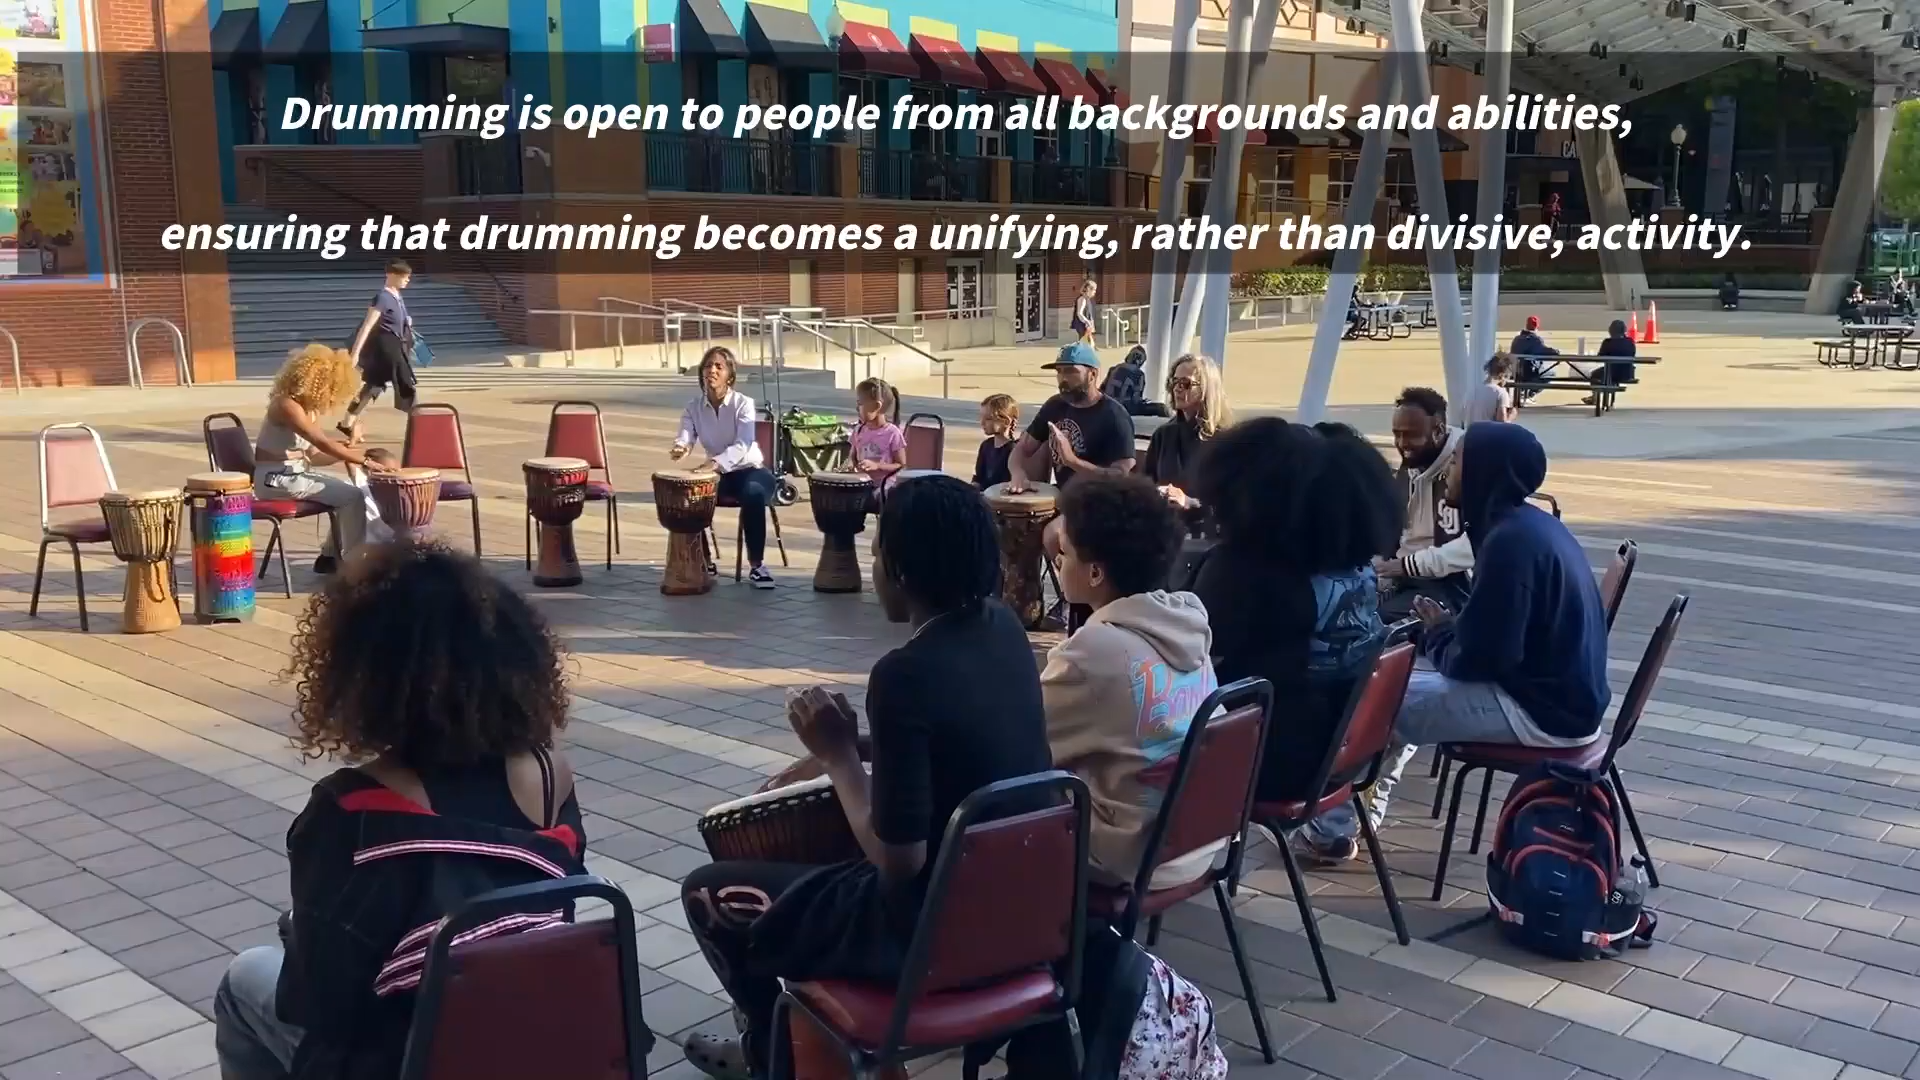 Drumming is open to people from all backgrounds and abilities,
ensuring that drumming becomes a unifying, rather than divisive, activity.